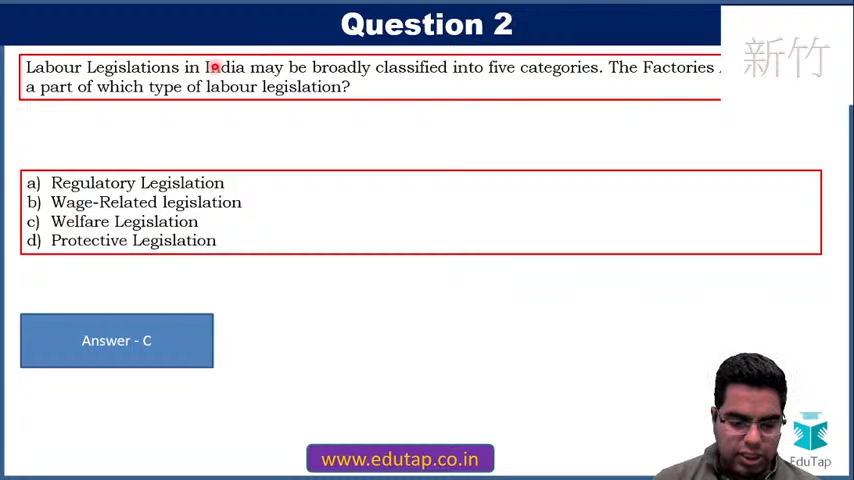 Question 2
新竹
Labour Legislations in India may be broadly classified into five categories. The Factories
a part of which type of labour legislation?
a) Regulatory Legislation
b) Wage-Related legislation
c) Welfare Legislation
d) Protective Legislation
Answer - C
www.edutap.co.in
EduTap